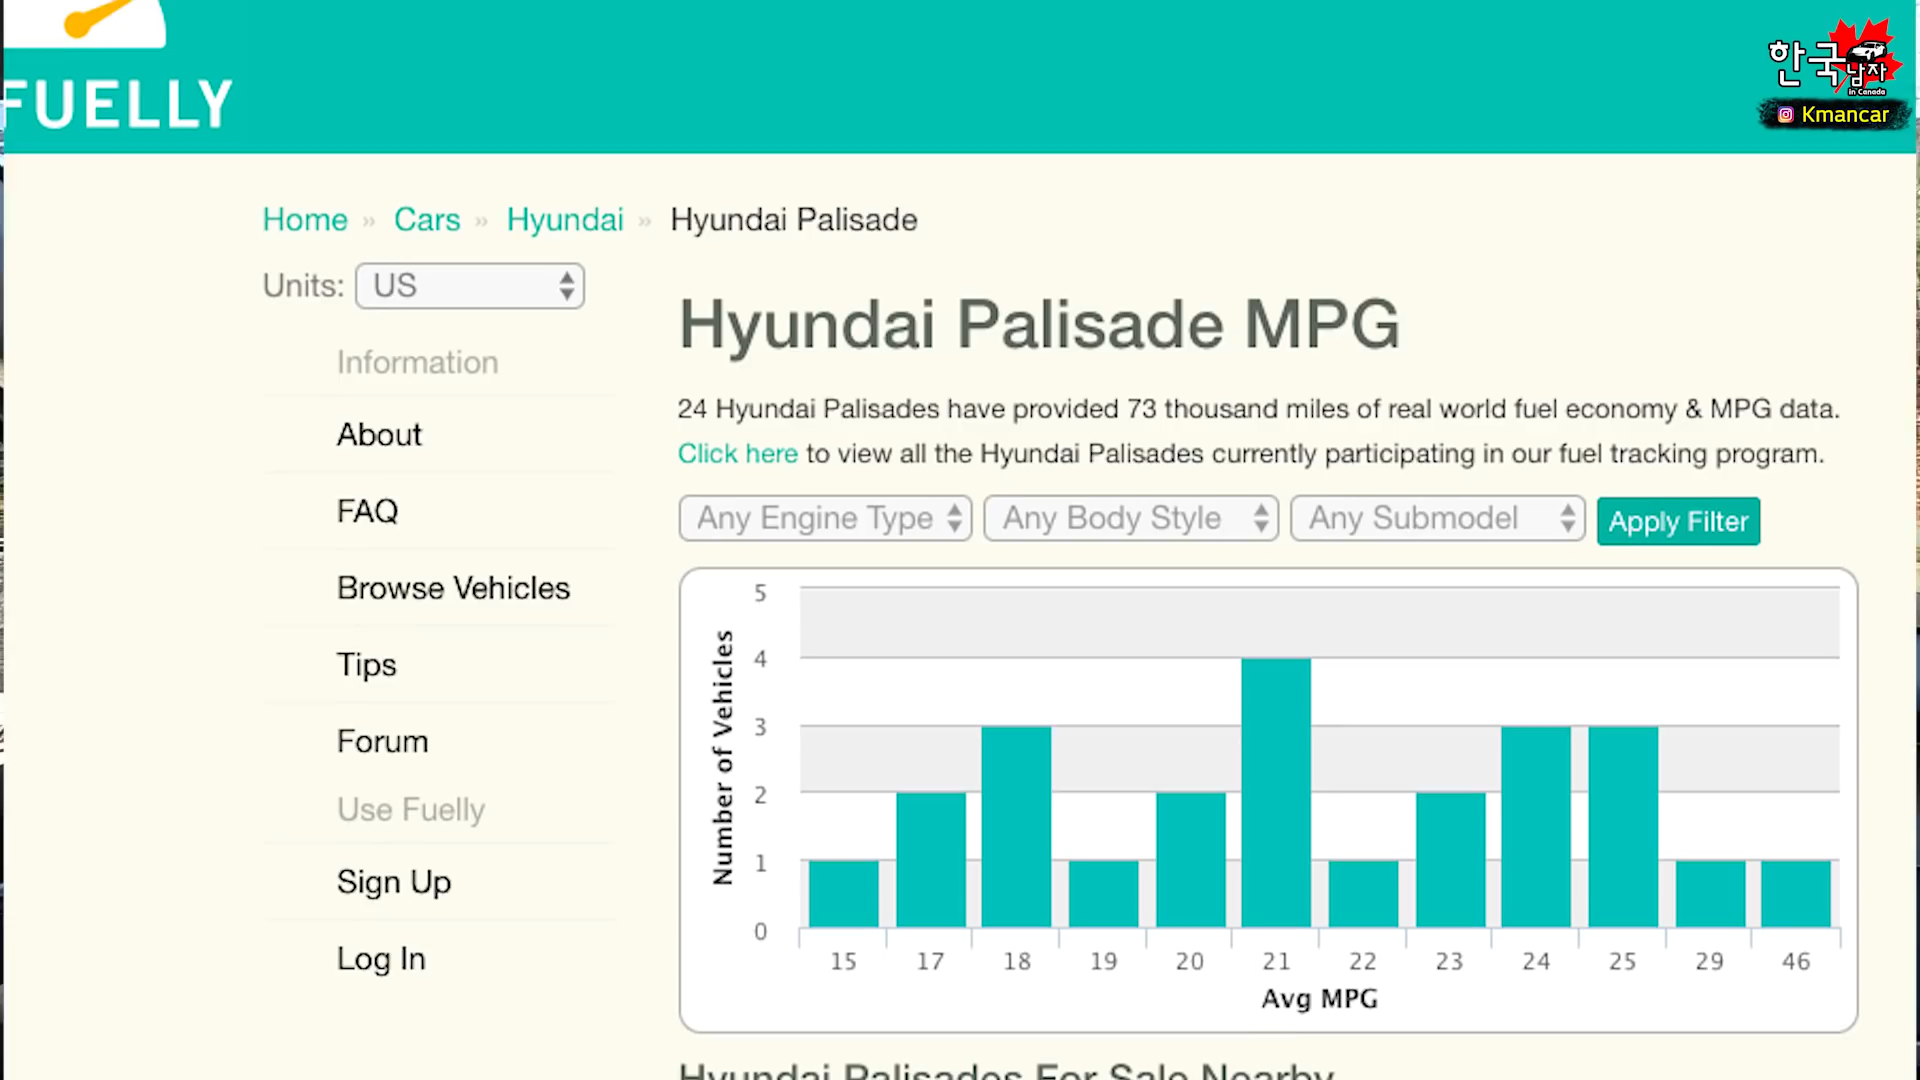 FUELLY
한국남자
in Canada
Kmancar
Home » Cars » Hyundai » Hyundai Palisade
Units: US
Information
About
FAQ
Browse Vehicles
Tips
Forum
Use Fuelly
Sign Up
Log In
Hyundai Palisade MPG
24 Hyundai Palisades have provided 73 thousand miles of real world fuel economy & MPG data.
Click here to view all the Hyundai Palisades currently participating in our fuel tracking program.
Any Engine Type Any Body Style Any Submodel Apply Filter
Number of Vehicles
5
4
3
2
1
0
15 17 18 19 20 21 22 23 24 25 29 46
Avg MPG
Hyundai Palisades For Sale Nearby